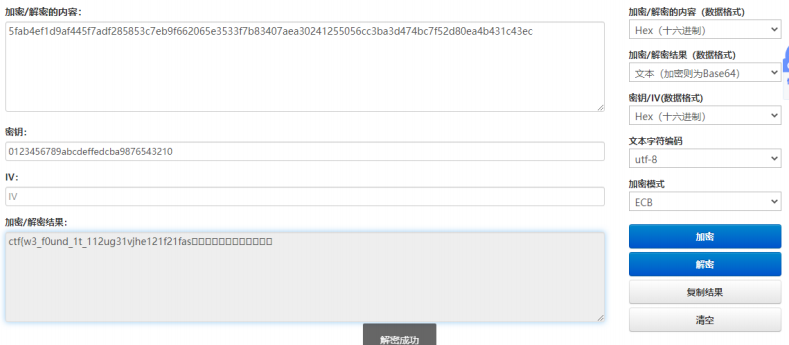 加密/解密的内容:
5fab4ef1d9af445f7adf285853c7eb9f662065e3533f7b83407aea30241255056cc3ba3d474bc7f52d80ea4b431c43ec
密钥:
0123456789abcdeffedcba9876543210
IV:
IV
加密/解密结果:
ctf(w3_f0und_1t_112ug31vjhe121f21fas▯▯▯▯▯▯▯▯▯▯▯▯
解密成功
加密/解密的内容 (数据格式)
Hex (十六进制)
加密/解密结果 (数据格式)
文本 (加密则为Base64)
密钥/IV(数据格式)
Hex (十六进制)
文本字符编码
utf-8
加密模式
ECB
加密
解密
复制结果
清空